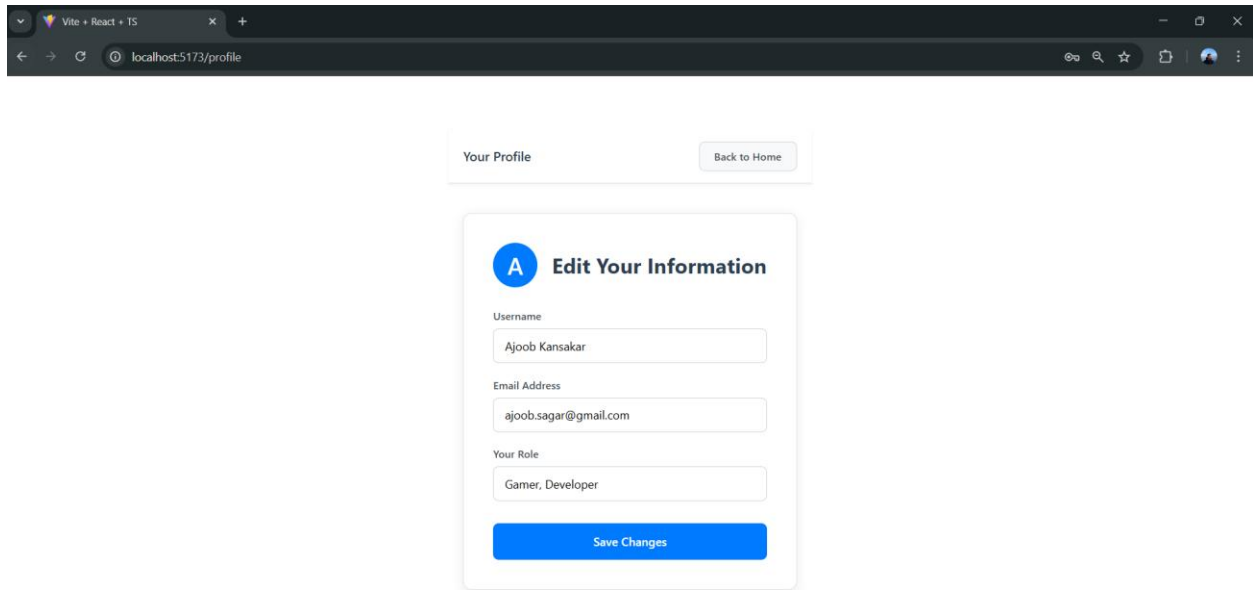 Vite + React + TS
localhost:5173/profile
Your Profile
Back to Home
A
Edit Your Information
Username
Ajoob Kansakar
Email Address
ajoob.sagar@gmail.com
Your Role
Gamer, Developer
Save Changes